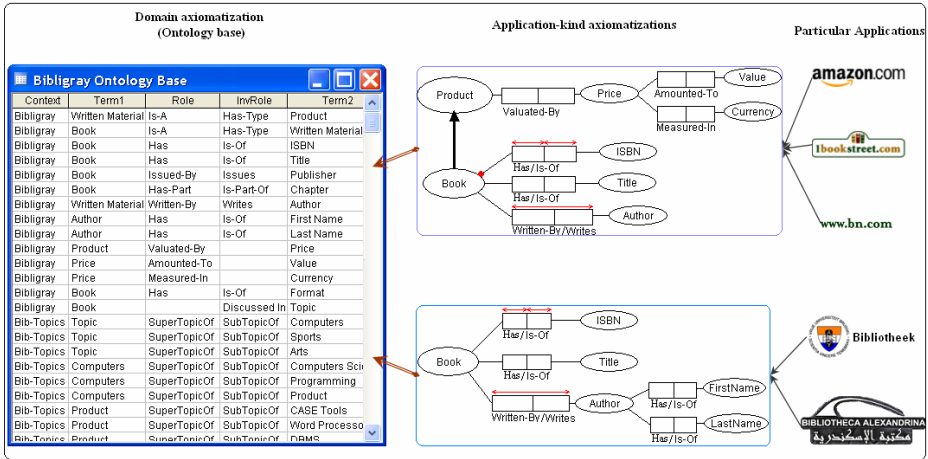 Domain axiomatization
(Ontology base)
Application-kind axiomatizations
Particular Applications
Bibligray Ontology Base
Context Term1 Role InvRole Term2
Bibligray Written Material Is-A Has-Type Product
Bibligray Book Is-A Has-Type Written Material
Bibligray Book Has Is-Of ISBN
Bibligray Book Has Is-Of Title
Bibligray Book Issued-By Issues Publisher
Bibligray Book Has-Part Is-Part-Of Chapter
Bibligray Written Material Written-By Writes Author
Bibligray Author Has Is-Of First Name
Bibligray Author Has Is-Of Last Name
Bibligray Product Valuated-By Price
Bibligray Price Amounted-To Value
Bibligray Price Measured-In Currency
Bibligray Book Has Is-Of Format
Bibligray Book Discussed In Topic
Bib-Topics Topic SuperTopicOf SubTopicOf Computers
Bib-Topics Topic SuperTopicOf SubTopicOf Sports
Bib-Topics Topic SuperTopicOf SubTopicOf Arts
Bib-Topics Computers SuperTopicOf SubTopicOf Computers Sci
Bib-Topics Computers SuperTopicOf SubTopicOf Programming
Bib-Topics Computers SuperTopicOf SubTopicOf Product
Bib-Topics Product SuperTopicOf SubTopicOf CASE Tools
Bib-Topics Product SuperTopicOf SubTopicOf Word Processo
Bib-Topics Product SuperTopicOf SubTopicOf DBMS
Product
Valuated-By
Price
Value
Amounted-To
Currency
Measured-In
Book
ISBN
Has/Is-Of
Title
Has/Is-Of
Author
Written-By/Writes
amazon.com
1bookstreet.com
www.bn.com
Book
ISBN
Has/Is-Of
Title
Has/Is-Of
Author
Written-By/Writes
FirstName
Has/Is-Of
LastName
Has/Is-Of
Bibliotheek
BIBLIOTHECA ALEXANDRINA
مكتبة الإسكندرية